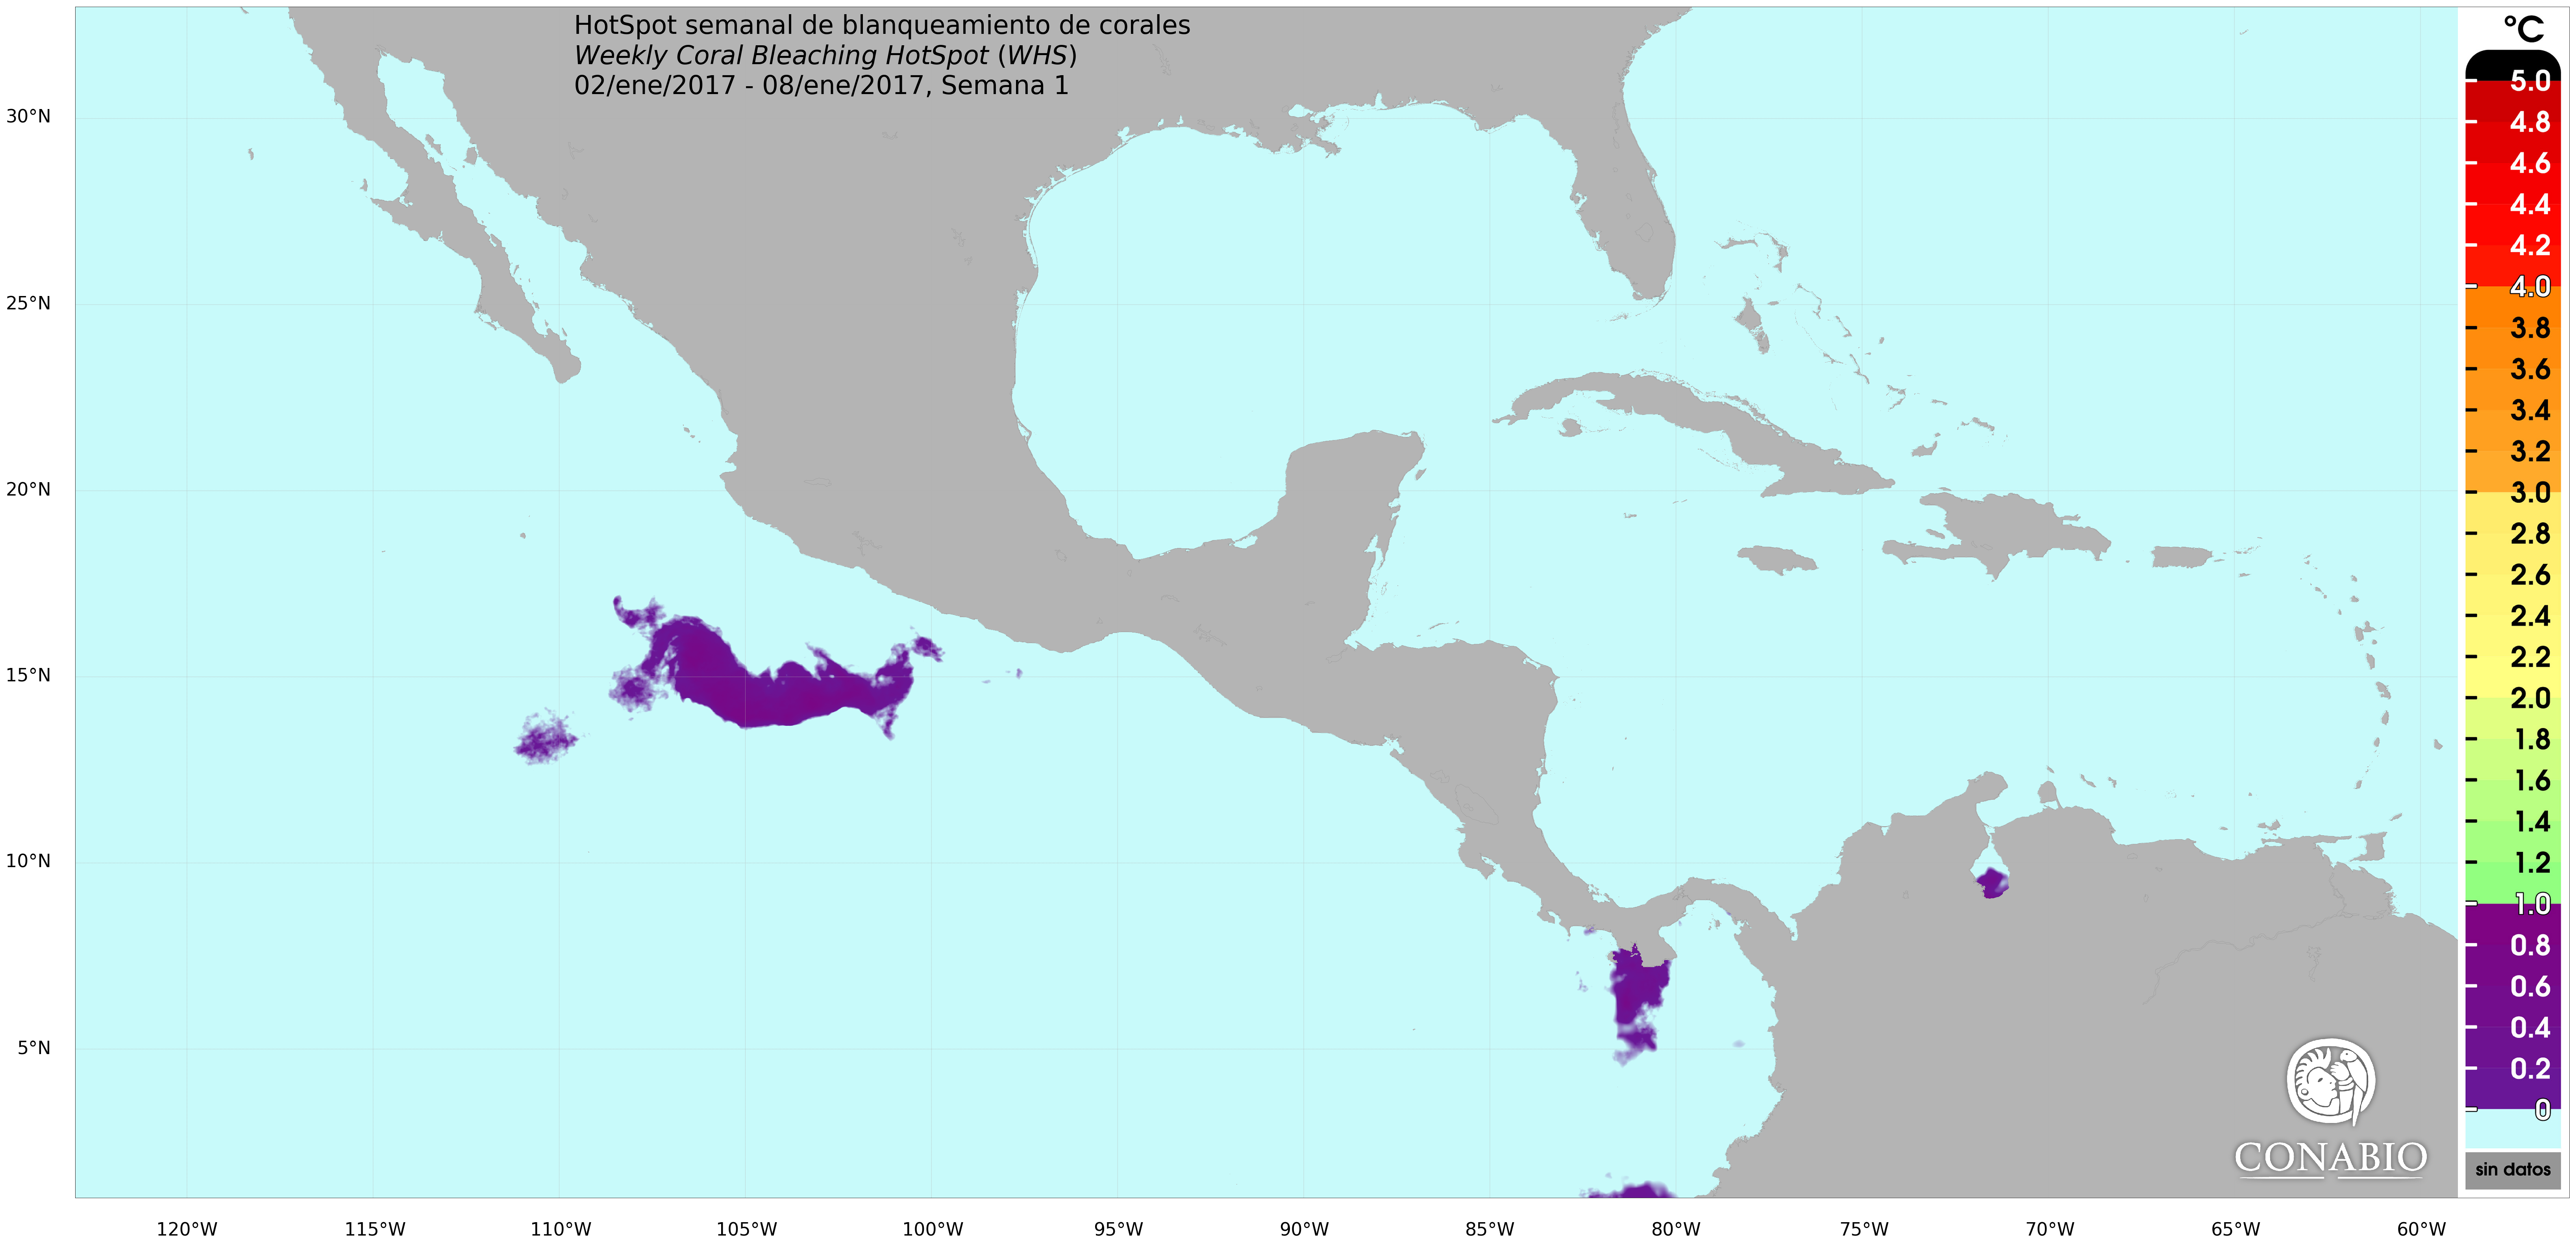 HotSpot semanal de blanqueamiento de corales
Weekly Coral Bleaching HotSpot (WHS)
02/ene/2017 - 08/ene/2017, Semana 1
°C
5.0
4.8
4.6
4.4
4.2
4.0
3.8
3.6
3.4
3.2
3.0
2.8
2.6
2.4
2.2
2.0
1.8
1.6
1.4
1.2
1.0
0.8
0.6
0.4
0.2
0
sin datos
30°N
25°N
20°N
15°N
10°N
5°N
CONABIO
120°W
115°W
110°W
105°W
100°W
95°W
90°W
85°W
80°W
75°W
70°W
65°W
60°W